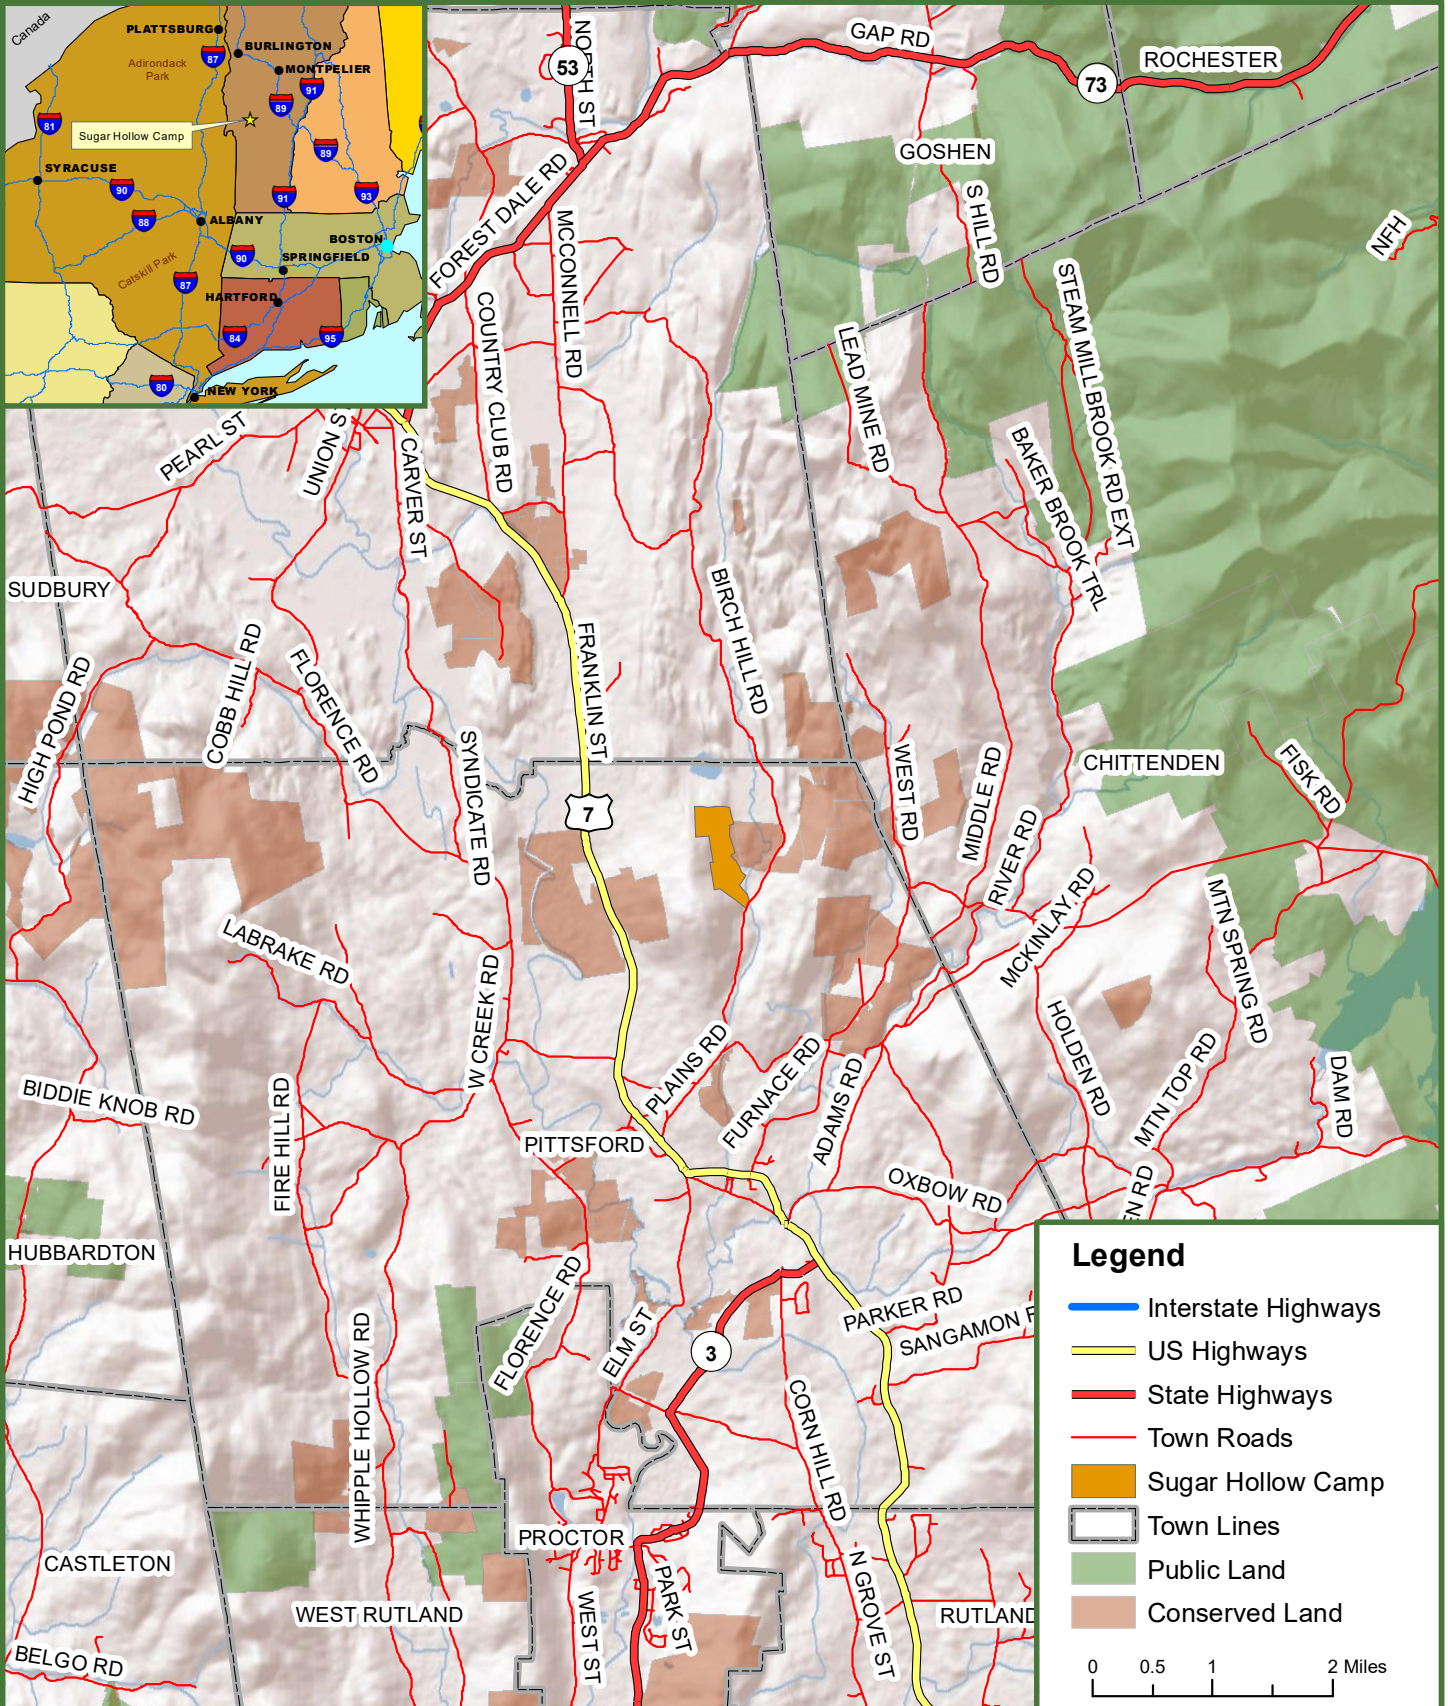 Canada
PLATTSBURG
87
BURLINGTON
Adirondack
Park
MONTPELIER
91
89
81
Sugar Hollow Camp
89
SYRACUSE
90
91
93
88
ALBANY
BOSTON
90
SPRINGFIELD
Catskill Park
87
HARTFORD
84
95
80
NEW YORK
53
NORTH ST
GAP RD
ROCHESTER
73
GOSHEN
FOREST DALE RD
S HILL RD
NFH
MCCONNELL RD
COUNTRY CLUB RD
STEAM MILL BROOK RD EXT
LEAD MINE RD
PEARL ST
UNION S
CARVER ST
BAKER BROOK TRL
SUDBURY
BIRCH HILL RD
COBB HILL RD
FLORENCE RD
FRANKLIN ST
HIGH POND RD
SYNDICATE RD
WEST RD
MIDDLE RD
CHITTENDEN
FISK RD
7
RIVER RD
MCKINLAY RD
MTN SPRING RD
LABRAKE RD
W CREEK RD
HOLDEN RD
PLAINS RD
FURNACE RD
ADAMS RD
MTN TOP RD
DAM RD
BIDDIE KNOB RD
FIRE HILL RD
PITTSFORD
OXBOW RD
EN RD
HUBBARDTON
FLORENCE RD
ELM ST
PARKER RD
SANGAMON R
3
WHIPPLE HOLLOW RD
CORN HILL RD
PROCTOR
CASTLETON
WEST RUTLAND
WEST ST
PARK ST
N GROVE ST
RUTLAND
BELGO RD
Legend
Interstate Highways
US Highways
State Highways
Town Roads
Sugar Hollow Camp
Town Lines
Public Land
Conserved Land
0 0.5 1 2 Miles